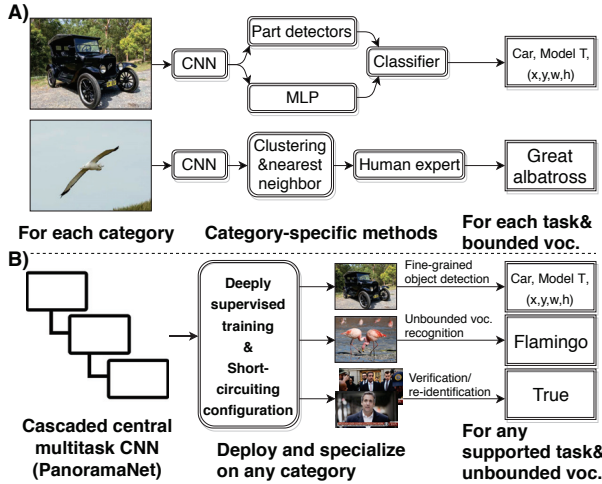 A)
Part detectors
CNN
Classifier
Car, Model T,
(x,y,w,h)
MLP
CNN
Clustering
&nearest
neighbor
Human expert
Great
albatross
For each category
Category-specific methods
For each task&
bounded voc.
B)
Deeply
supervised
training
&
Short-
circuiting
configuration
Fine-grained
object detection
Car, Model T,
(x,y,w,h)
Unbounded voc.
recognition
Flamingo
Verification/
re-identification
True
Cascaded central
multitask CNN
(PanoramaNet)
Deploy and specialize
on any category
For any
supported task&
unbounded voc.